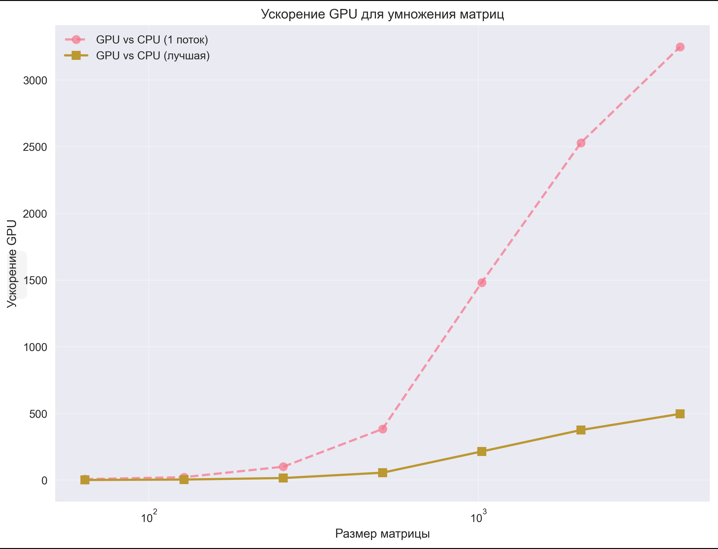 Ускорение GPU для умножения матриц
GPU vs CPU (1 поток)
GPU vs CPU (лучшая)
3000
2500
2000
1500
1000
500
0
Ускорение GPU
10²
10³
Размер матрицы